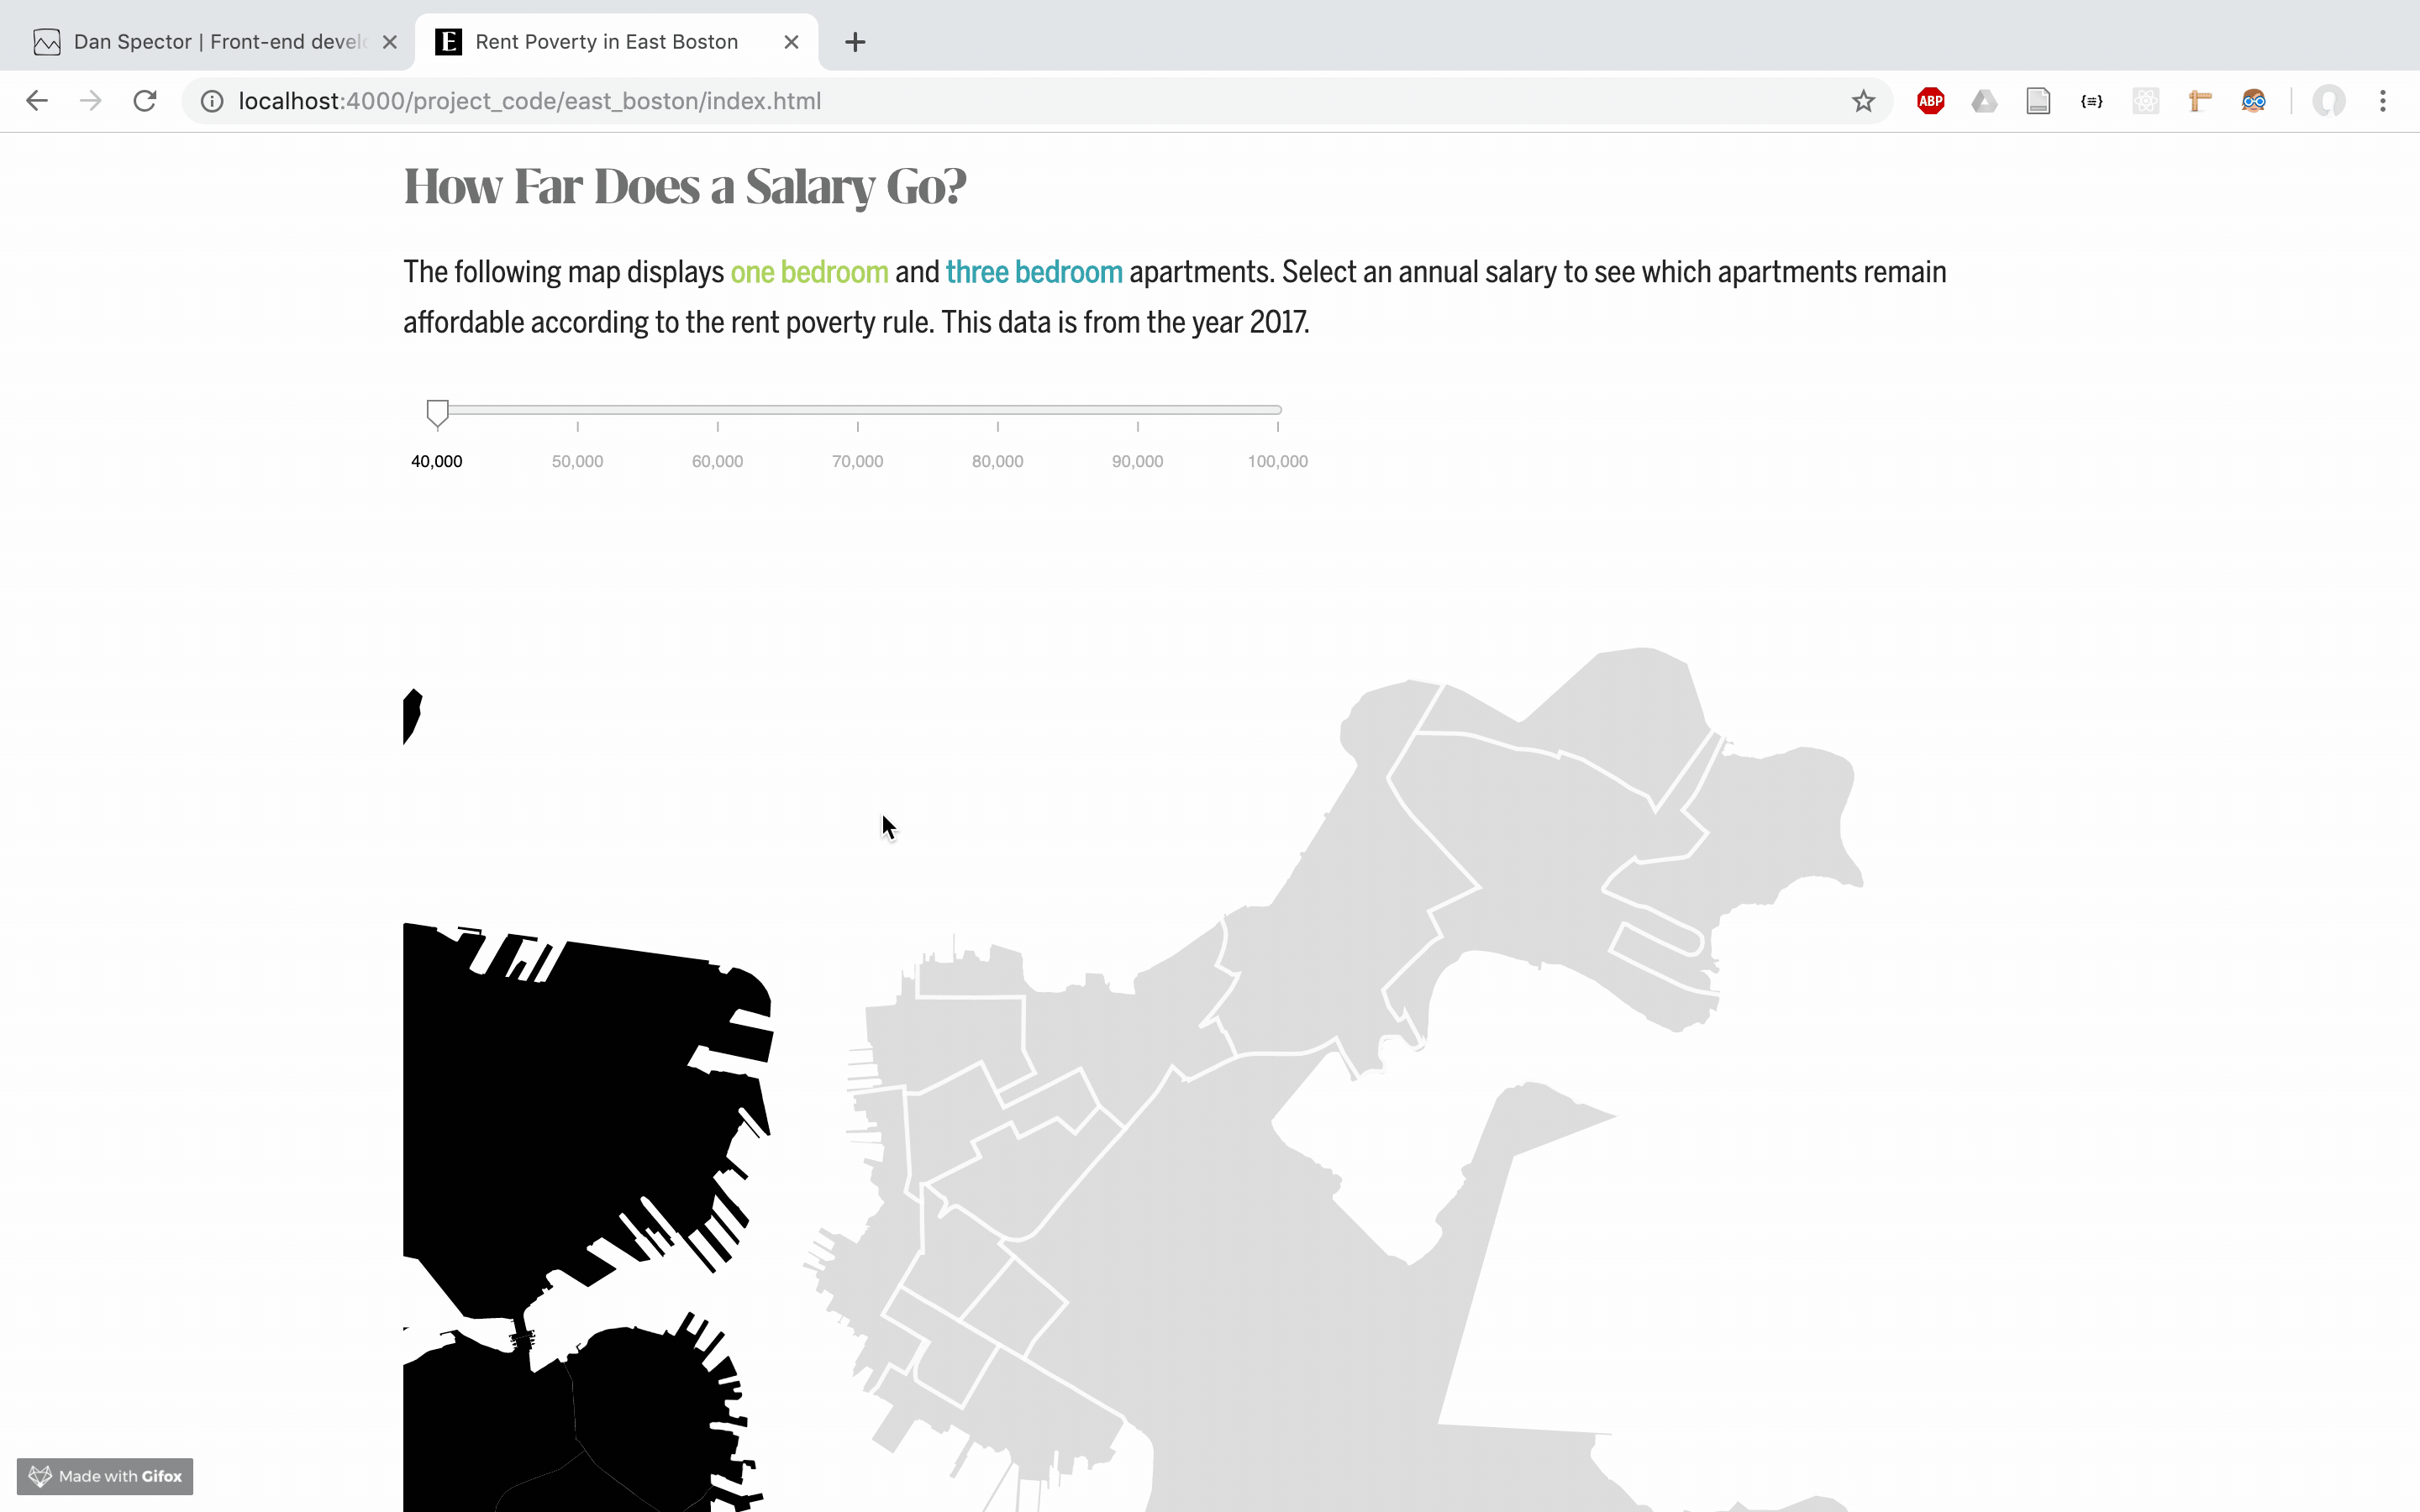 Dan Spector | Front-end devel
E Rent Poverty in East Boston
localhost:4000/project_code/east_boston/index.html
ABP
How Far Does a Salary Go?
The following map displays one bedroom and three bedroom apartments. Select an annual salary to see which apartments remain
affordable according to the rent poverty rule. This data is from the year 2017.
40,000 50,000 60,000 70,000 80,000 90,000 100,000
Made with Gifox